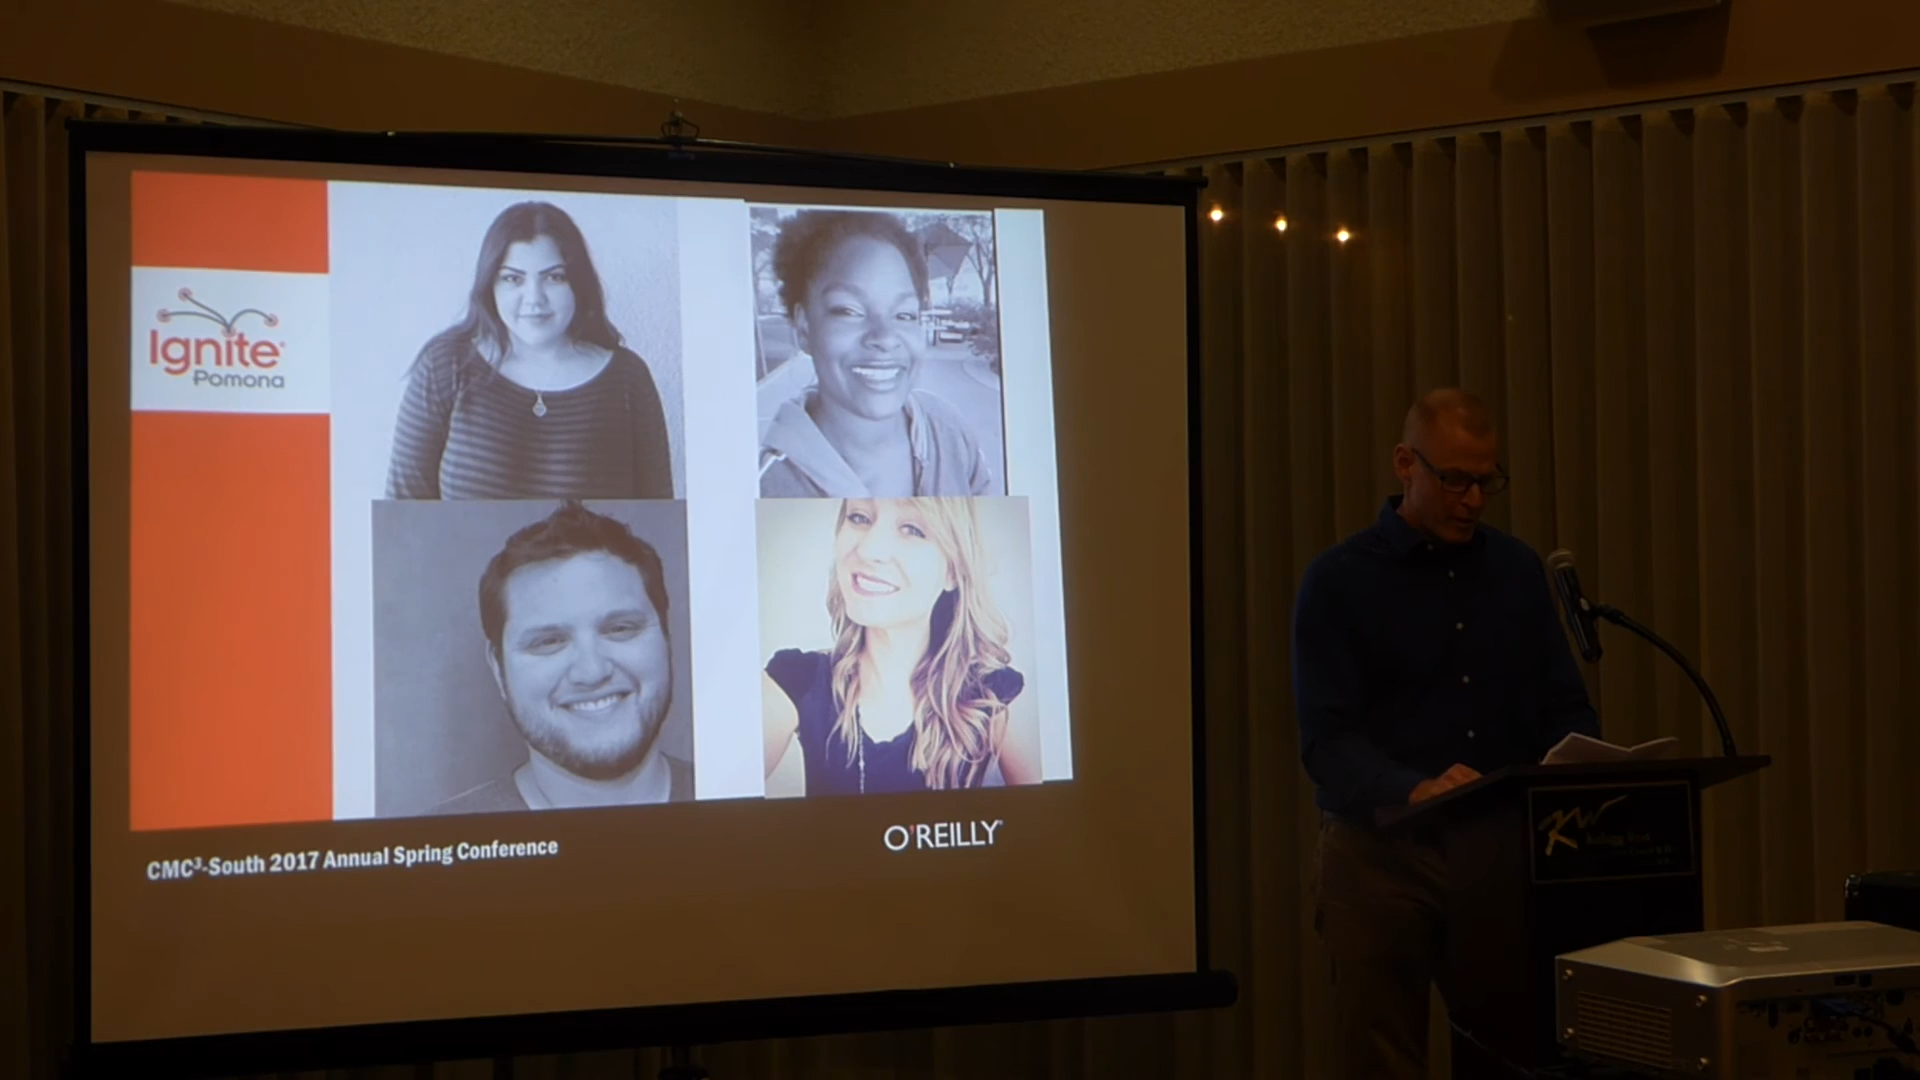 Ignite
Pomona
CMC³-South 2017 Annual Spring Conference
O'REILLY